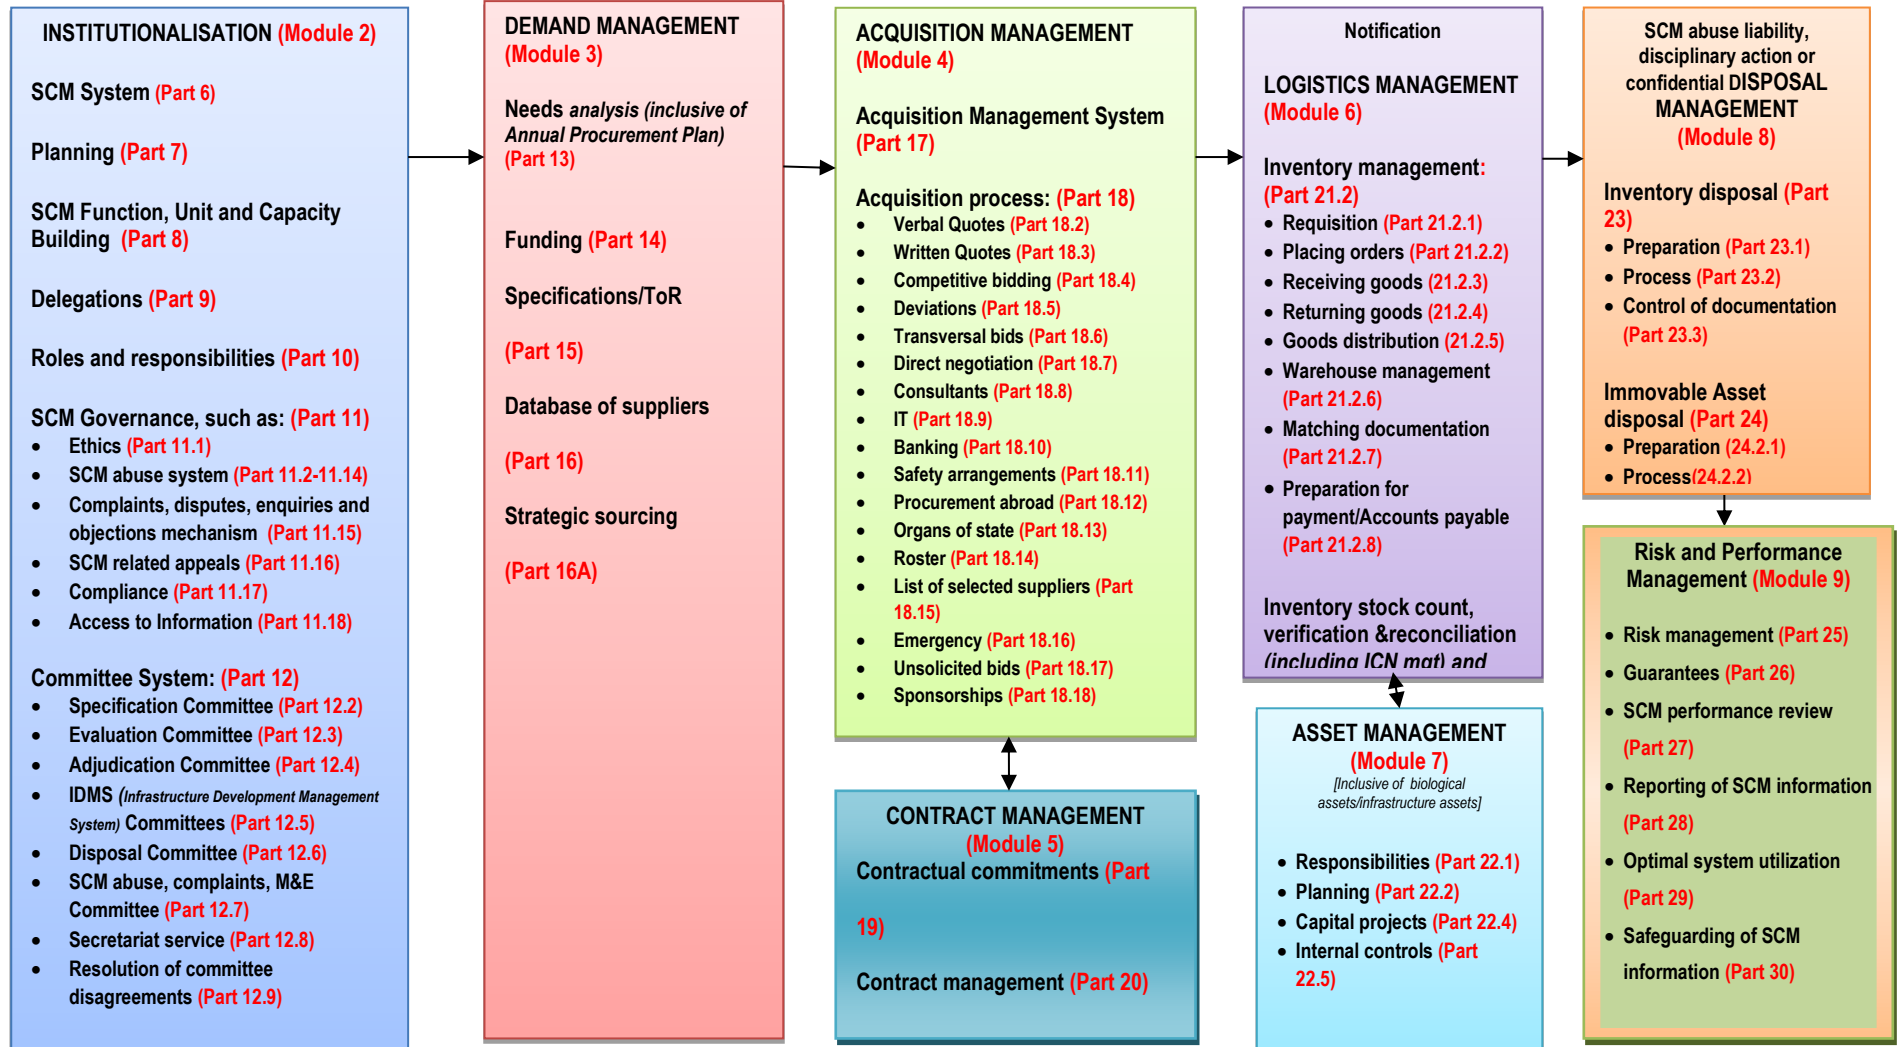 INSTITUTIONALISATION (Module 2)
SCM System (Part 6)
Planning (Part 7)
SCM Function, Unit and Capacity
Building (Part 8)
Delegations (Part 9)
Roles and responsibilities (Part 10)
SCM Governance, such as: (Part 11)
• Ethics (Part 11.1)
• SCM abuse system (Part 11.2-11.14)
• Complaints, disputes, enquiries and
objections mechanism (Part 11.15)
• SCM related appeals (Part 11.16)
• Compliance (Part 11.17)
• Access to Information (Part 11.18)
Committee System: (Part 12)
• Specification Committee (Part 12.2)
• Evaluation Committee (Part 12.3)
• Adjudication Committee (Part 12.4)
• IDMS (Infrastructure Development Management
System) Committees (Part 12.5)
• Disposal Committee (Part 12.6)
• SCM abuse, complaints, M&E
Committee (Part 12.7)
• Secretariat service (Part 12.8)
• Resolution of committee
disagreements (Part 12.9)
DEMAND MANAGEMENT
(Module 3)
Needs analysis (inclusive of
Annual Procurement Plan)
(Part 13)
Funding (Part 14)
Specifications/ToR
(Part 15)
Database of suppliers
(Part 16)
Strategic sourcing
(Part 16A)
ACQUISITION MANAGEMENT
(Module 4)
Acquisition Management System
(Part 17)
Acquisition process: (Part 18)
• Verbal Quotes (Part 18.2)
• Written Quotes (Part 18.3)
• Competitive bidding (Part 18.4)
• Deviations (Part 18.5)
• Transversal bids (Part 18.6)
• Direct negotiation (Part 18.7)
• Consultants (Part 18.8)
• IT (Part 18.9)
• Banking (Part 18.10)
• Safety arrangements (Part 18.11)
• Procurement abroad (Part 18.12)
• Organs of state (Part 18.13)
• Roster (Part 18.14)
• List of selected suppliers (Part
18.15)
• Emergency (Part 18.16)
• Unsolicited bids (Part 18.17)
• Sponsorships (Part 18.18)
CONTRACT MANAGEMENT
(Module 5)
Contractual commitments (Part
19)
Contract management (Part 20)
Notification
LOGISTICS MANAGEMENT
(Module 6)
Inventory management:
(Part 21.2)
• Requisition (Part 21.2.1)
• Placing orders (Part 21.2.2)
• Receiving goods (21.2.3)
• Returning goods (21.2.4)
• Goods distribution (21.2.5)
• Warehouse management
(Part 21.2.6)
• Matching documentation
(Part 21.2.7)
• Preparation for
payment/Accounts payable
(Part 21.2.8)
Inventory stock count,
verification &reconciliation
(including ICN mgt) and
ASSET MANAGEMENT
(Module 7)
[Inclusive of biological
assets/infrastructure assets]
• Responsibilities (Part 22.1)
• Planning (Part 22.2)
• Capital projects (Part 22.4)
• Internal controls (Part
22.5)
SCM abuse liability,
disciplinary action or
confidential DISPOSAL
MANAGEMENT
(Module 8)
Inventory disposal (Part
23)
• Preparation (Part 23.1)
• Process (Part 23.2)
• Control of documentation
(Part 23.3)
Immovable Asset
disposal (Part 24)
• Preparation (24.2.1)
• Process(24.2.2)
Risk and Performance
Management (Module 9)
• Risk management (Part 25)
• Guarantees (Part 26)
• SCM performance review
(Part 27)
• Reporting of SCM information
(Part 28)
• Optimal system utilization
(Part 29)
• Safeguarding of SCM
information (Part 30)